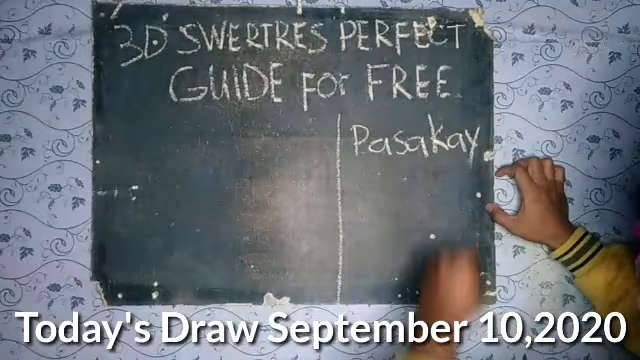 3D SWERTRES PERFECT
GUIDE for FREE
Pasakay
Today's Draw September 10,2020